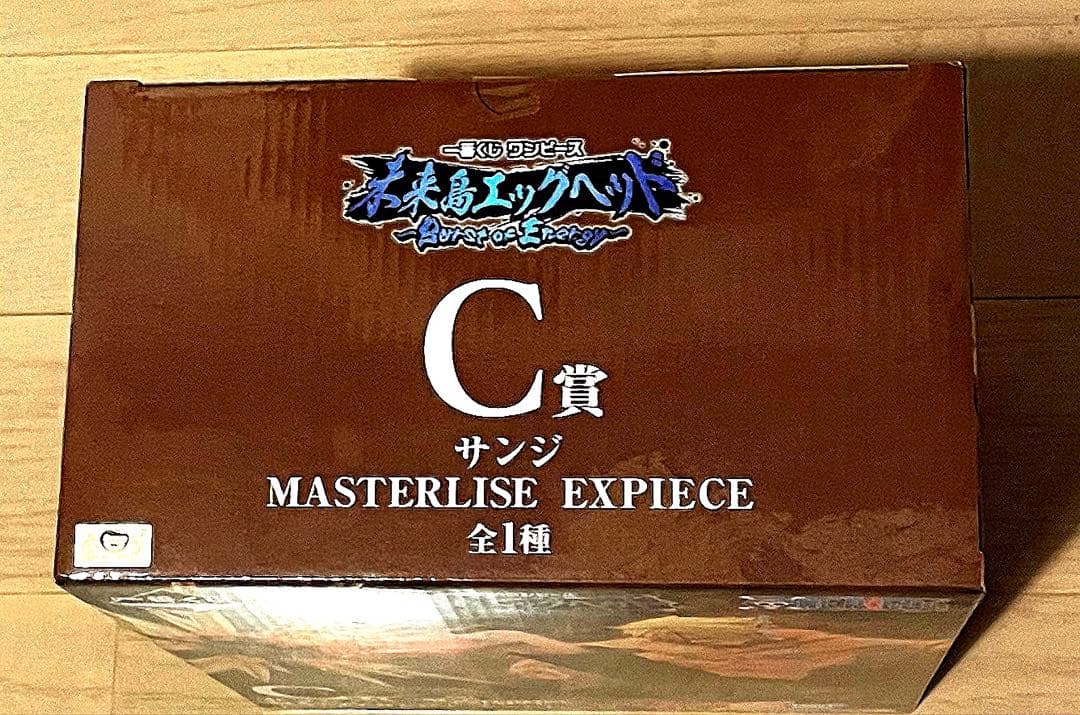 一番くじ ワンピース
未来島エッグヘッド
Burst of Energy
C賞
サンジ
MASTERLISE EXPIECE
全1種